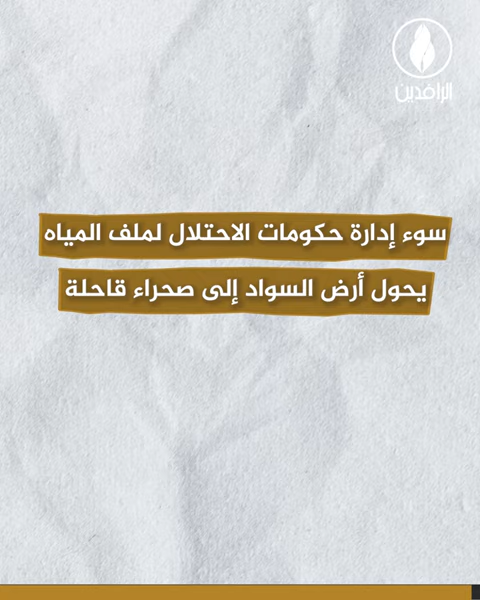 الرافدين
سوء إدارة حكومات الاحتلال لملف المياه
يحول أرض السواد إلى صحراء قاحلة